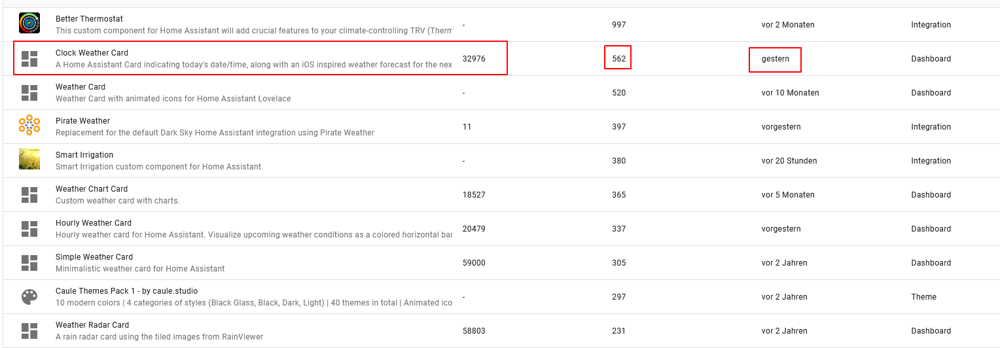 Better Thermostat
This custom component for Home Assistant will add crucial features to your climate-controlling TRV (Therm
- 997 vor 2 Monaten Integration
Clock Weather Card
A Home Assistant Card indicating today's date/time, along with an iOS inspired weather forecast for the nex
32976 562 gestern Dashboard
Weather Card
Weather Card with animated icons for Home Assistant Lovelace
- 520 vor 10 Monaten Dashboard
Pirate Weather
Replacement for the default Dark Sky Home Assistant integration using Pirate Weather
11 397 vorgestern Integration
Smart Irrigation
Smart Irrigation custom component for Home Assistant
- 380 vor 20 Stunden Integration
Weather Chart Card
Custom weather card with charts.
18527 365 vor 5 Monaten Dashboard
Hourly Weather Card
Hourly weather card for Home Assistant. Visualize upcoming weather conditions as a colored horizontal bar
20479 337 vorgestern Dashboard
Simple Weather Card
Minimalistic weather card for Home Assistant
59000 305 vor 2 Jahren Dashboard
Caule Themes Pack 1 - by caule.studio
10 modern colors | 4 categories of styles (Black Glass, Black, Dark, Light) | 40 themes in total | Animated ico
- 297 vor 2 Jahren Theme
Weather Radar Card
A rain radar card using the tiled images from RainViewer
58803 231 vor 2 Jahren Dashboard